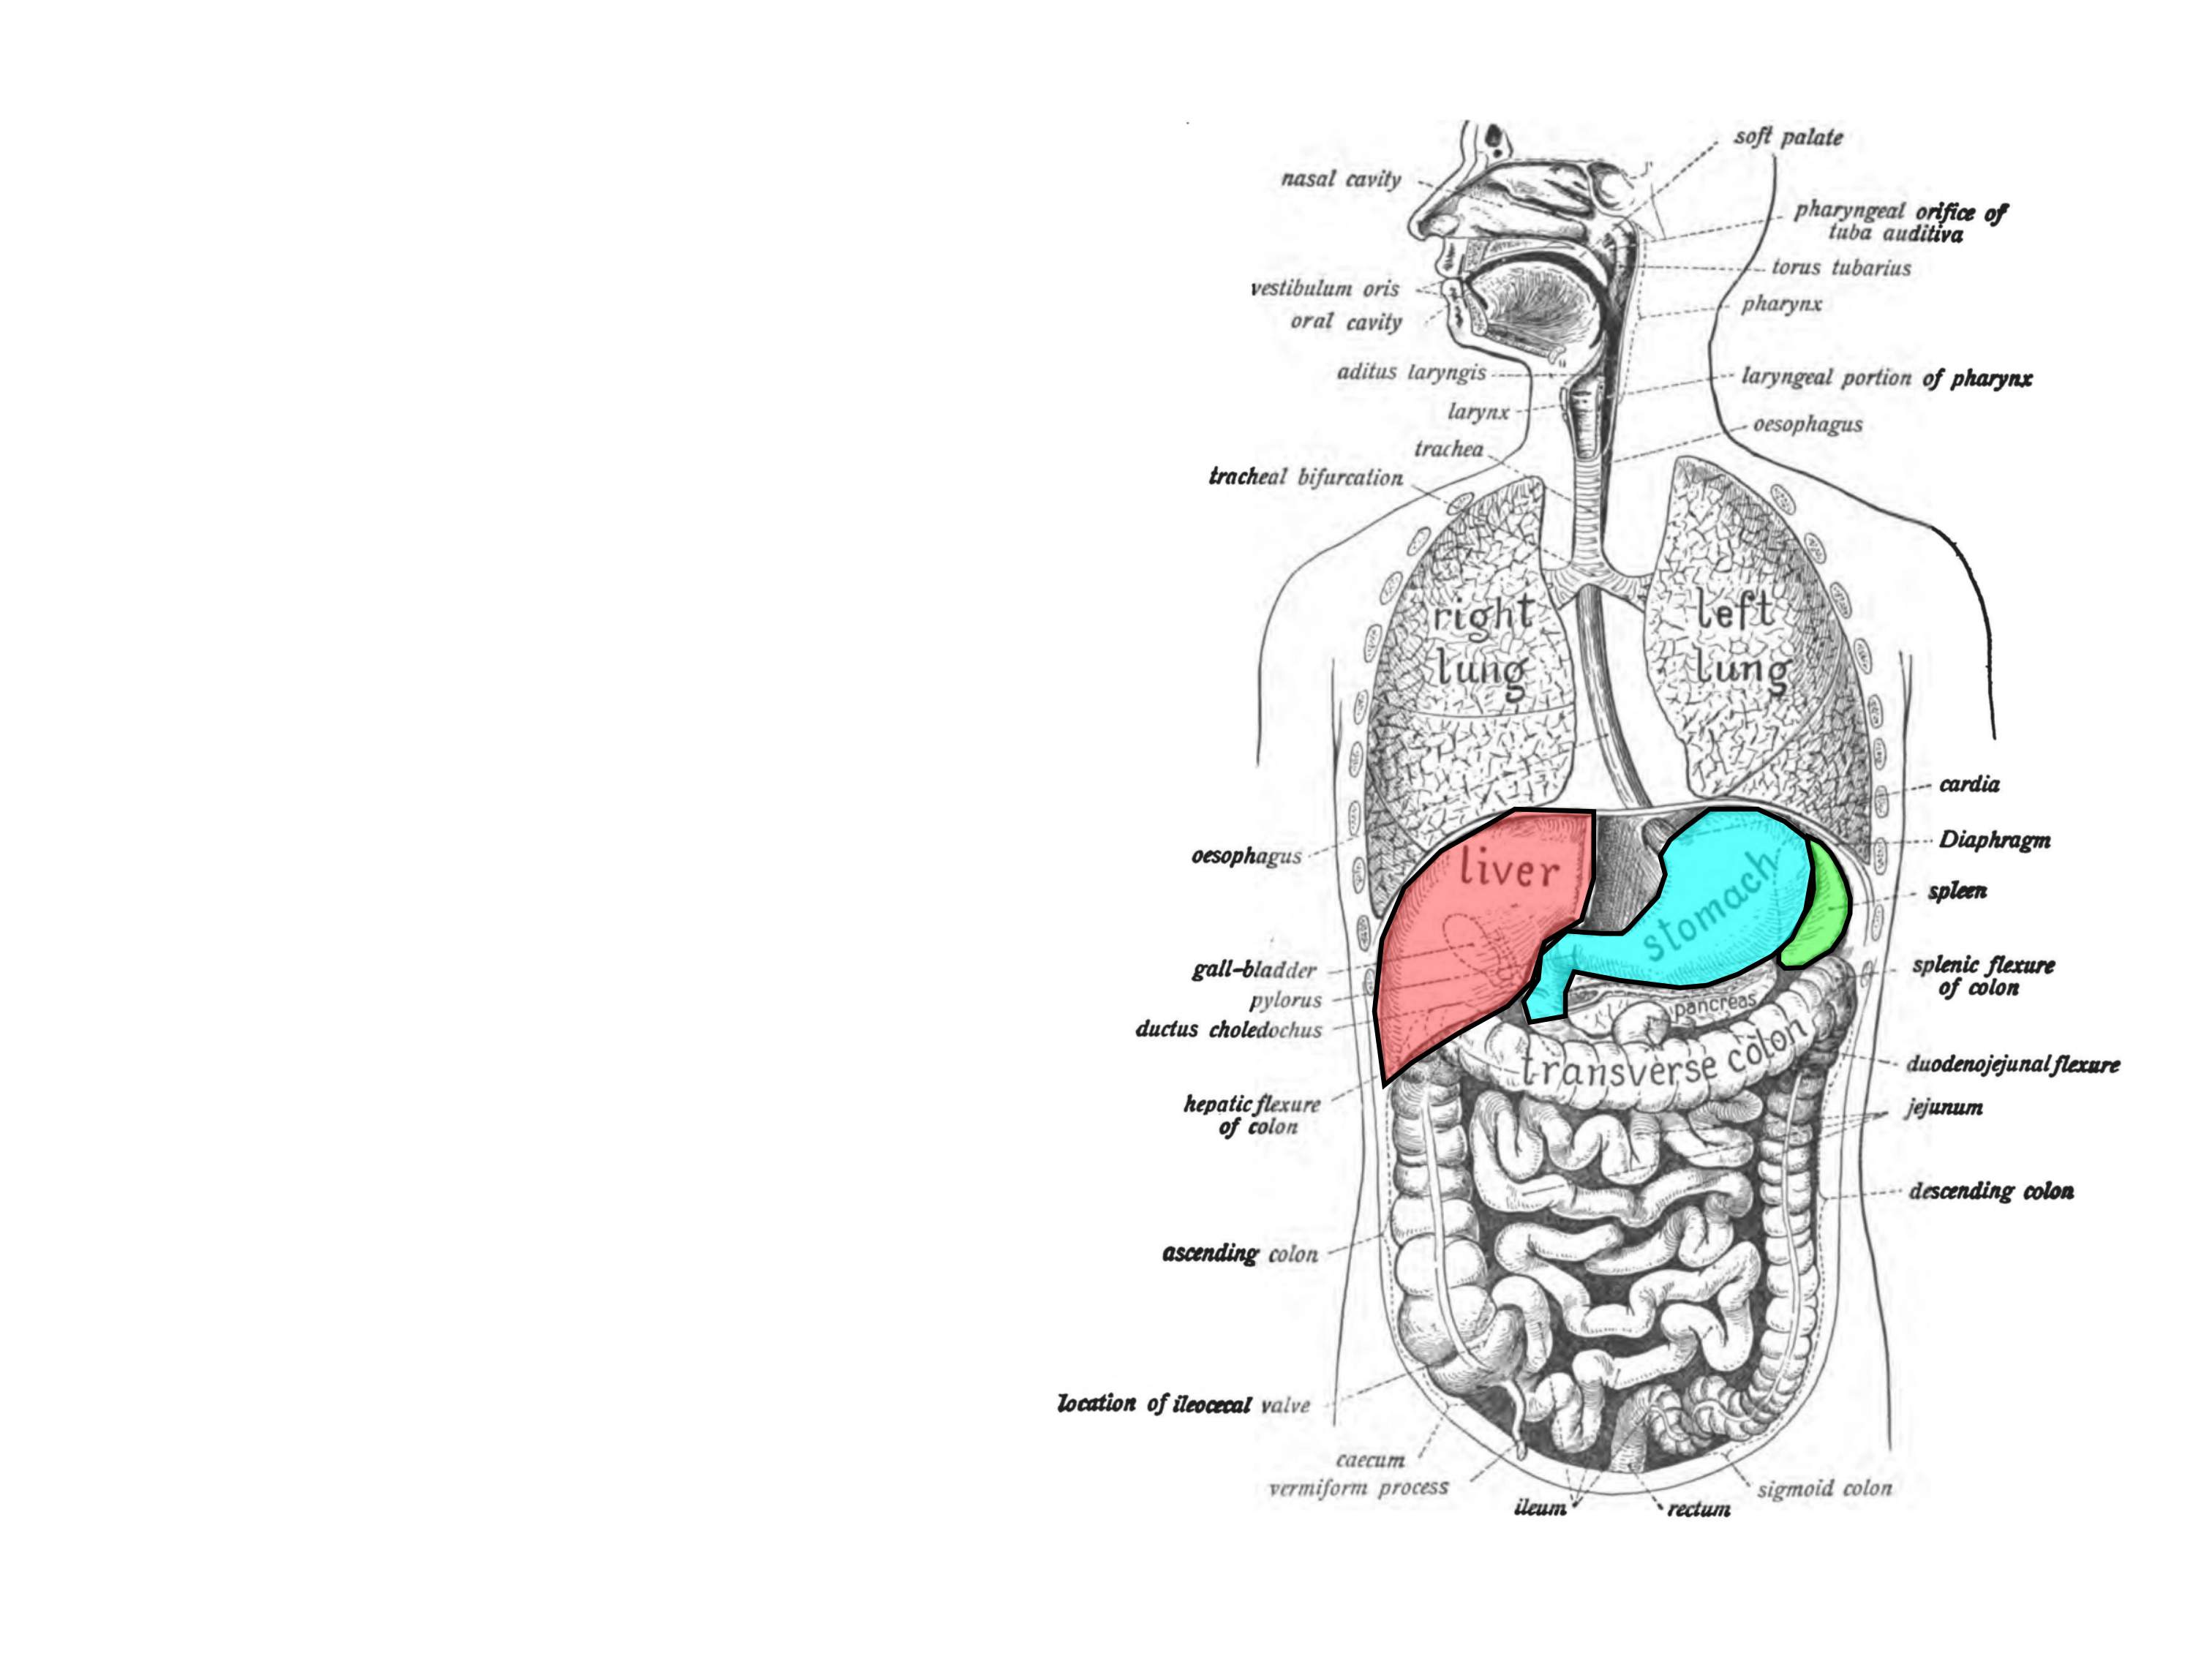 soft palate
nasal cavity
pharyngeal orifice of
tuba auditiva
torus tubarius
vestibulum oris
pharynx
oral cavity
aditus laryngis
laryngeal portion of pharynx
larynx
oesophagus
trachea
tracheal bifurcation
right
lung
left
lung
cardia
Diaphragm
oesophagus
liver
stomach
spleen
gall-bladder
splenic flexure
of colon
pylorus
pancreas
ductus choledochus
transverse colon
duodenojejunal flexure
hepatic flexure
of colon
jejunum
descending colon
ascending colon
location of ileocecal valve
caecum
vermiform process
sigmoid colon
ileum
rectum